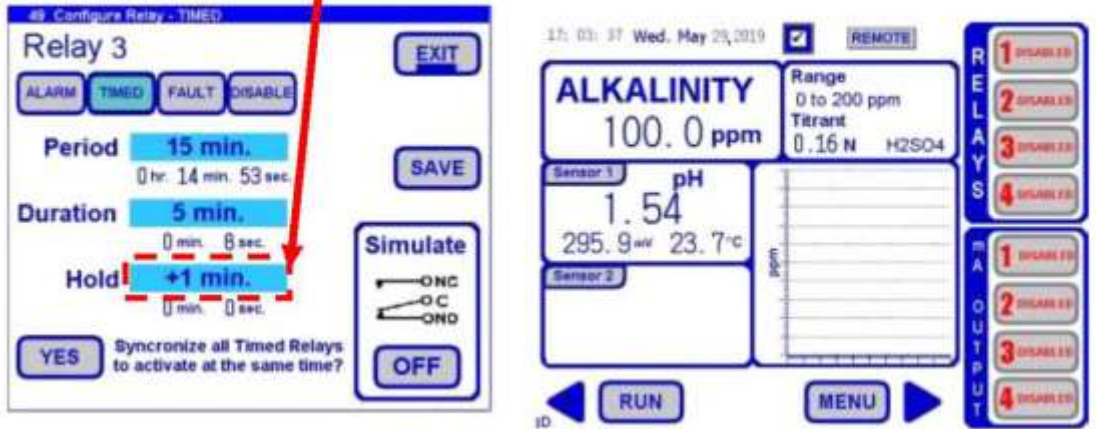 49 Configure Relay - TIMED
Relay 3
EXIT
ALARM TIMED FAULT DISABLE
Period 15 min.
0 hr. 14 min. 53 sec.
SAVE
Duration 5 min.
0 min. 8 sec.
Hold +1 min.
0 min. 0 sec.
YES
Syncronize all Timed Relays
to activate at the same time?
Simulate
NC
C
OFF
17: 03: 37 Wed. May 29,2019
REMOTE
ALKALINITY
100. 0 ppm
Range
0 to 200 ppm
Titrant
0.16 N H2SO4
Sensor 1
pH
1. 54
295. 9 mV 23. 7°C
Sensor 2
ppm
RUN
MENU
ID
RELAYS
1 DISABLED
2 DISABLED
3 DISABLED
4 DISABLED
mA OUTPUT
1 DISABLED
2 DISABLED
3 DISABLED
4 DISABLED